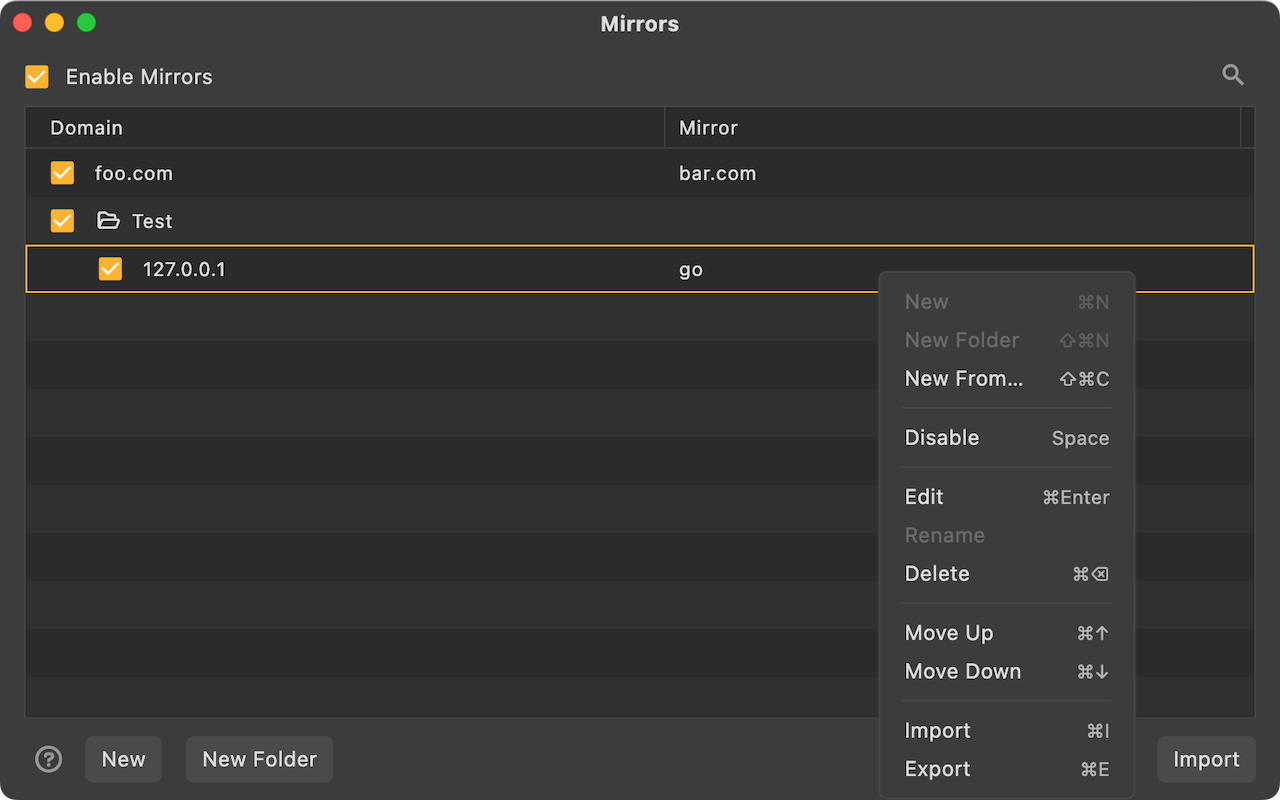 Mirrors
Enable Mirrors
Domain Mirror
foo.com bar.com
Test
127.0.0.1 go
New ⌘N
New Folder ⇧⌘N
New From... ⇧⌘C
Disable Space
Edit ⌘Enter
Rename
Delete ⌘⌫
Move Up ⌘↑
Move Down ⌘↓
Import ⌘I
Export ⌘E
? New New Folder Import